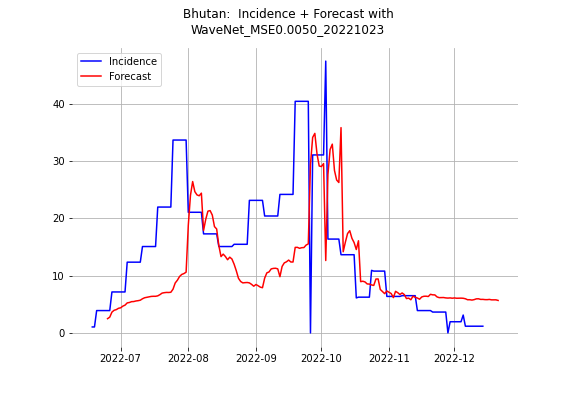 Bhutan:  Incidence + Forecast with
WaveNet_MSE0.0050_20221023
Incidence
Forecast
40
30
20
10
0
2022-07
2022-08
2022-09
2022-10
2022-11
2022-12